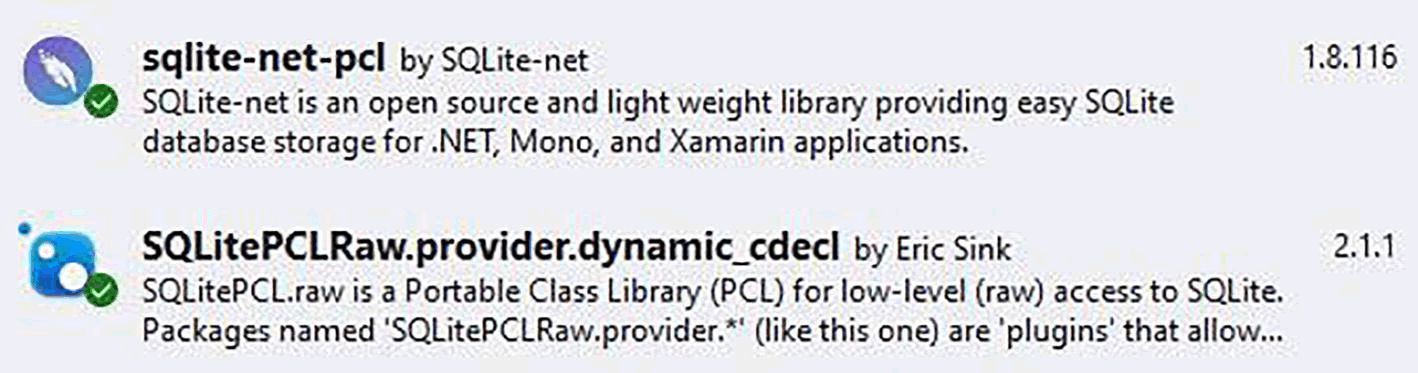 sqlite-net-pcl by SQLite-net 1.8.116
SQLite-net is an open source and light weight library providing easy SQLite
database storage for .NET, Mono, and Xamarin applications.
SQLitePCLRaw.provider.dynamic_cdecl by Eric Sink 2.1.1
SQLitePCL.raw is a Portable Class Library (PCL) for low-level (raw) access to SQLite.
Packages named 'SQLitePCLRaw.provider.*' (like this one) are 'plugins' that allow...